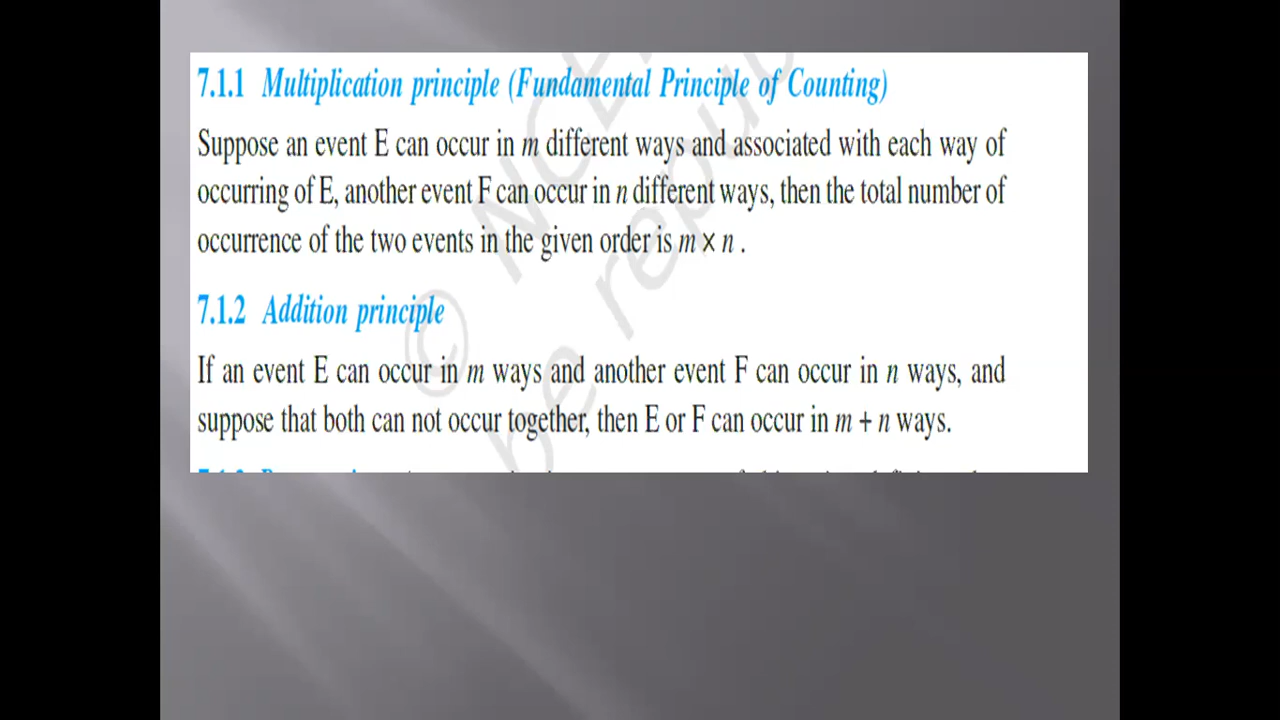 7.1.1 Multiplication principle (Fundamental Principle of Counting)
Suppose an event E can occur in m different ways and associated with each way of
occurring of E, another event F can occur in n different ways, then the total number of
occurrence of the two events in the given order is m × n .
7.1.2 Addition principle
If an event E can occur in m ways and another event F can occur in n ways, and
suppose that both can not occur together, then E or F can occur in m + n ways.
© NCE
be repu